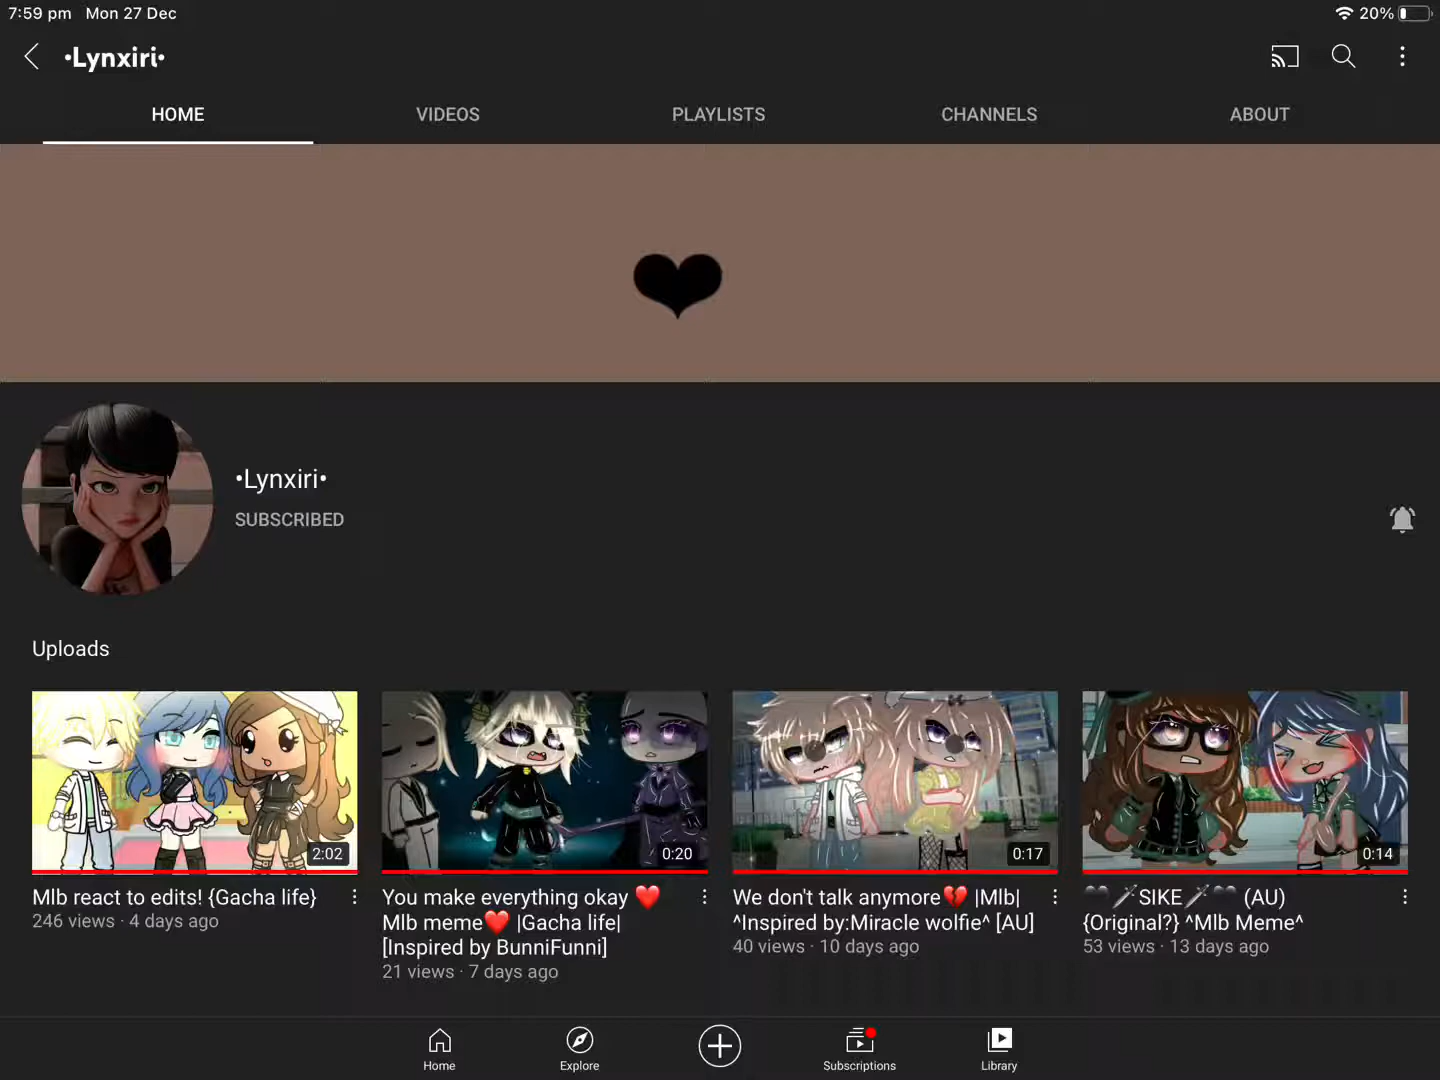 7:59 pm Mon 27 Dec 20%
•Lynxiri•
HOME VIDEOS PLAYLISTS CHANNELS ABOUT
•Lynxiri•
SUBSCRIBED
Uploads
2:02
Mlb react to edits! {Gacha life}
246 views · 4 days ago
0:20
You make everything okay ❤️
Mlb meme❤️ |Gacha life|
[Inspired by BunniFunni]
21 views · 7 days ago
0:17
We don't talk anymore💔 |Mlb|
^Inspired by:Miracle wolfie^ [AU]
40 views · 10 days ago
0:14
🖤🗡️SIKE🗡️🖤 (AU)
{Original?} ^Mlb Meme^
53 views · 13 days ago
Home Explore Subscriptions Library